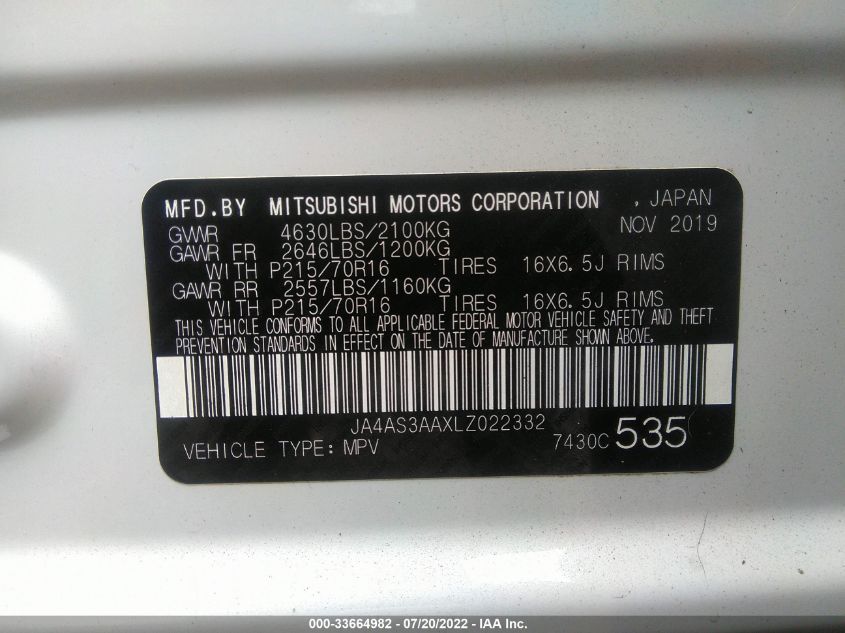 MFD.BY MITSUBISHI MOTORS CORPORATION , JAPAN
GVWR 4630LBS/2100KG NOV 2019
GAWR FR 2646LBS/1200KG
WITH P215/70R16 TIRES 16X6.5J RIMS
GAWR RR 2557LBS/1160KG
WITH P215/70R16 TIRES 16X6.5J RIMS
THIS VEHICLE CONFORMS TO ALL APPLICABLE FEDERAL MOTOR VEHICLE SAFETY AND THEFT
PREVENTION STANDARDS IN EFFECT ON THE DATE OF MANUFACTURE SHOWN ABOVE.
JA4AS3AAXLZ022332
VEHICLE TYPE: MPV 7430C 535
000-33664982 - 07/20/2022 - IAA Inc.